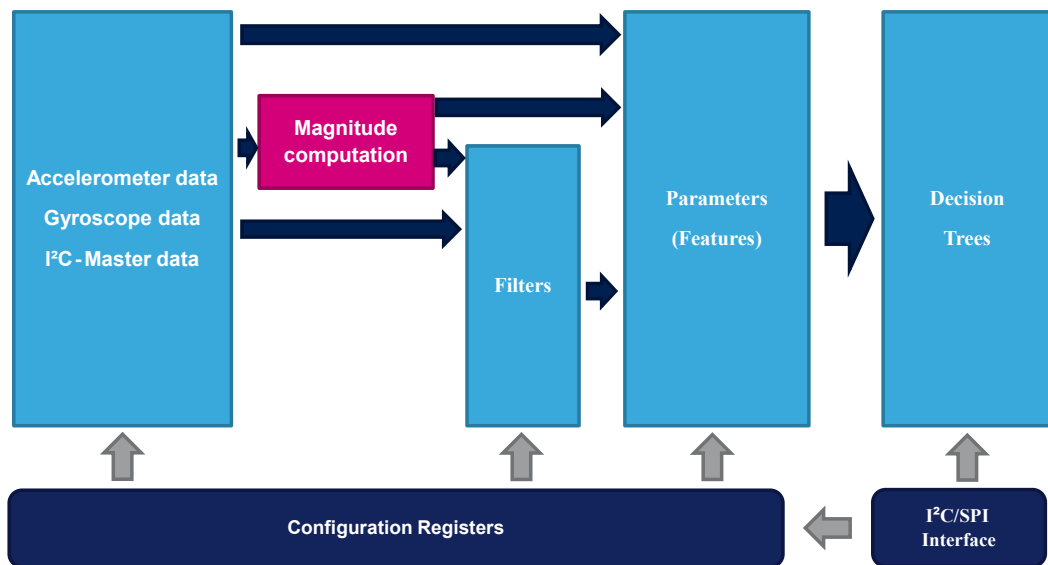 Accelerometer data
Gyroscope data
I²C-Master data
Magnitude
computation
Filters
Parameters
(Features)
Decision
Trees
Configuration Registers
I²C/SPI
Interface